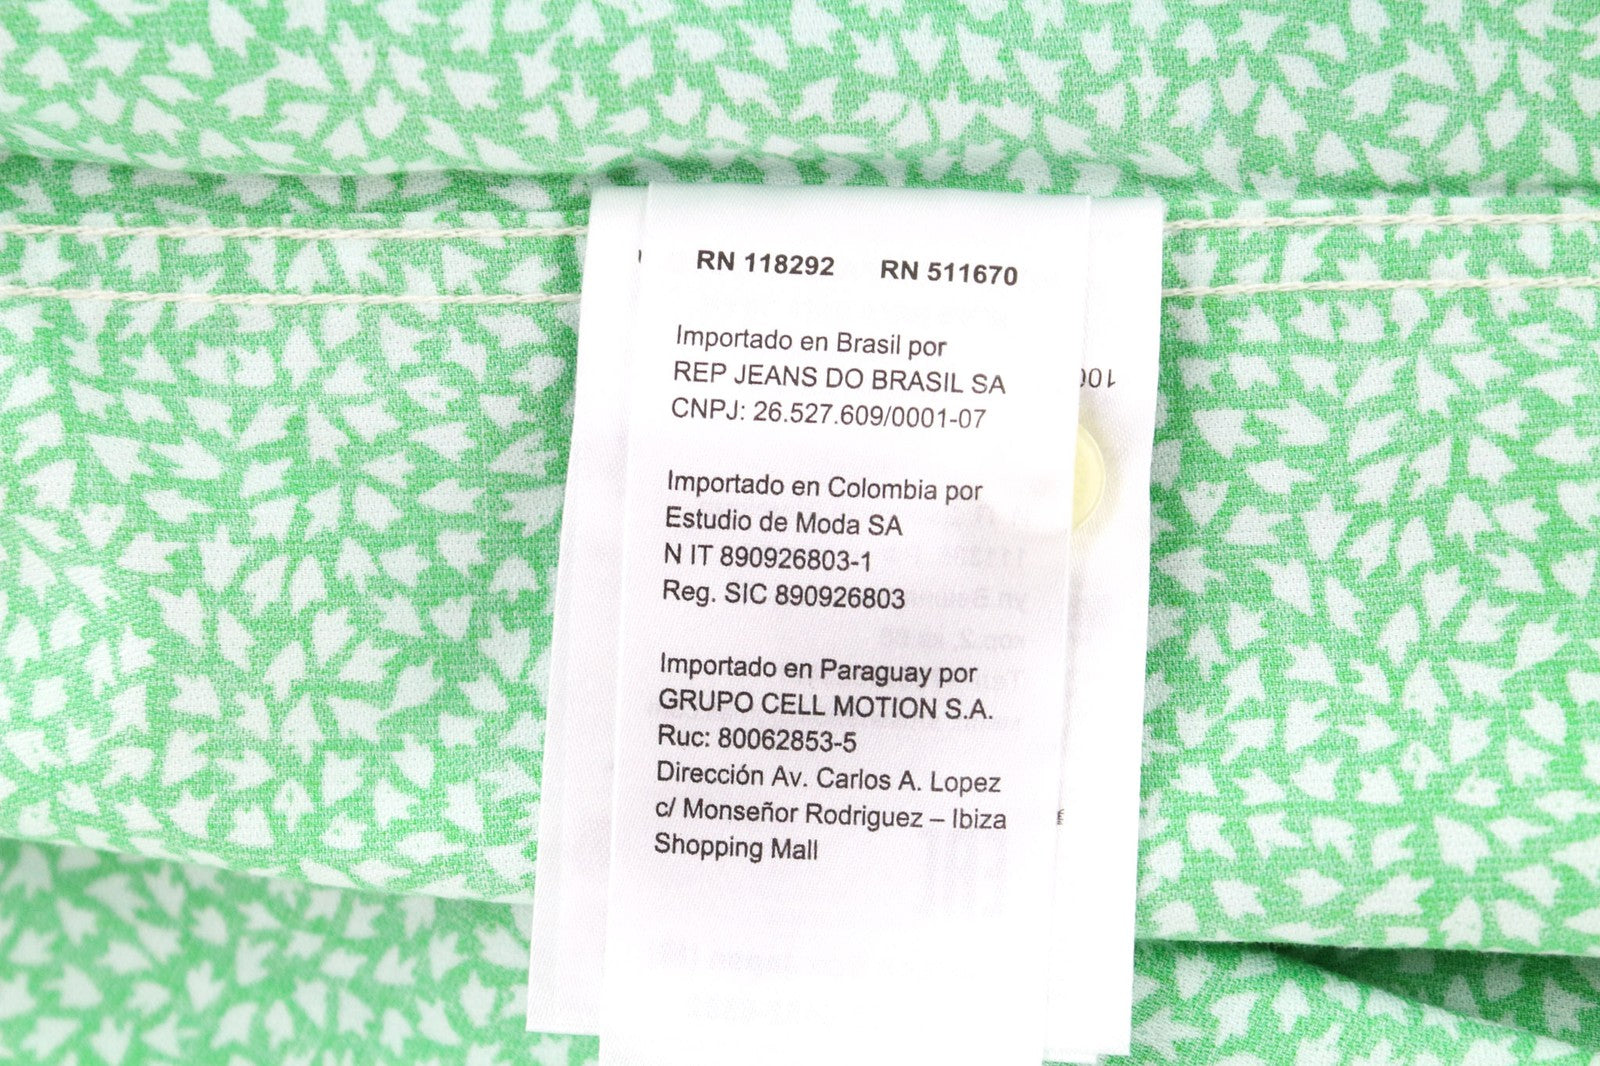 RN 118292 RN 511670
Importado en Brasil por
REP JEANS DO BRASIL SA
CNPJ: 26.527.609/0001-07
Importado en Colombia por
Estudio de Moda SA
N IT 890926803-1
Reg. SIC 890926803
Importado en Paraguay por
GRUPO CELL MOTION S.A.
Ruc: 80062853-5
Dirección Av. Carlos A. Lopez
c/ Monseñor Rodriguez – Ibiza
Shopping Mall